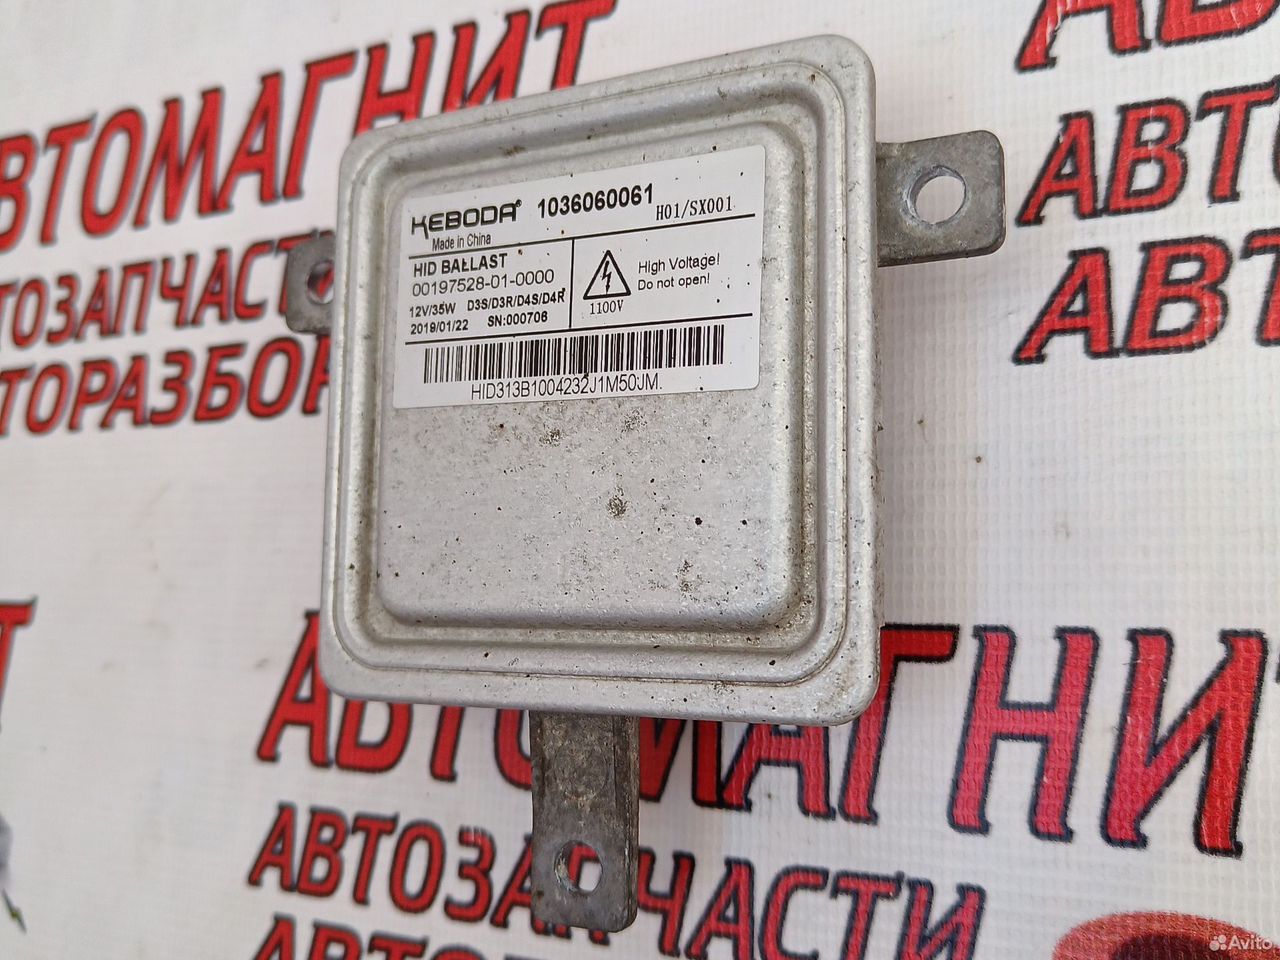 АВТОМАГНИТ
АВТОЗАПЧАСТИ
АВТОРАЗБОР
АВТ
АВТ
KEBODA® 1036060061
Made in China
H01/SX001
HID BALLAST
00197528-01-0000
12V/35W D3S/D3R/D4S/D4R
2019/01/22 SN:000706
High Voltage!
Do not open!
1100V
HID313B1004232J1M50JM.
АВТОМАГНИТ
АВТОЗАПЧАСТИ
Avito